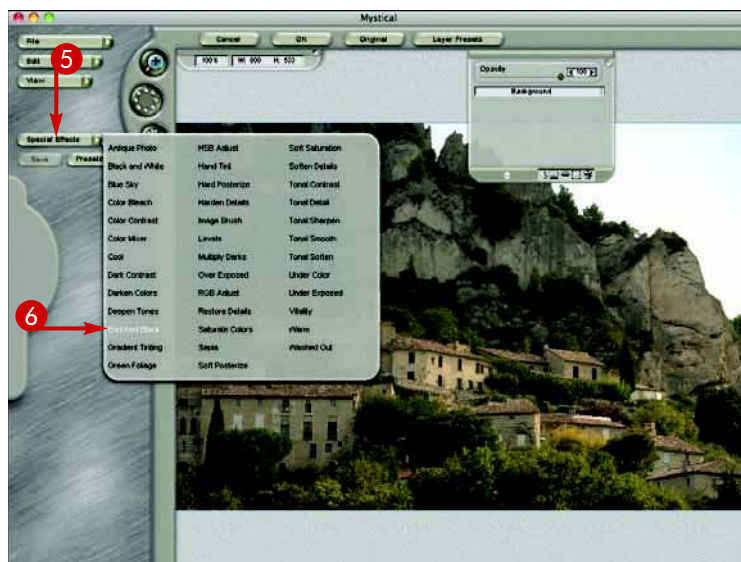 Mystical
File
Edit
View
5
Cancel
OK
Original
Layer Presets
100%
W: 800 H: 533
Opacity
100
Background
Special Effects
Save
Presets
6
Antique Photo
Black and White
Blue Sky
Color Bleach
Color Contrast
Color Mixer
Cool
Dark Contrast
Darken Colors
Deepen Tones
Enriched Black
Gradient Tinting
Green Foliage
HSB Adjust
Hand Tint
Hard Posterize
Harden Details
Image Brush
Levels
Multiply Darks
Over Exposed
RGB Adjust
Restore Details
Saturate Colors
Sepia
Soft Posterize
Soft Saturation
Soften Details
Tonal Contrast
Tonal Detail
Tonal Sharpen
Tonal Smooth
Tonal Soften
Under Color
Under Exposed
Vitality
Warm
Washed Out